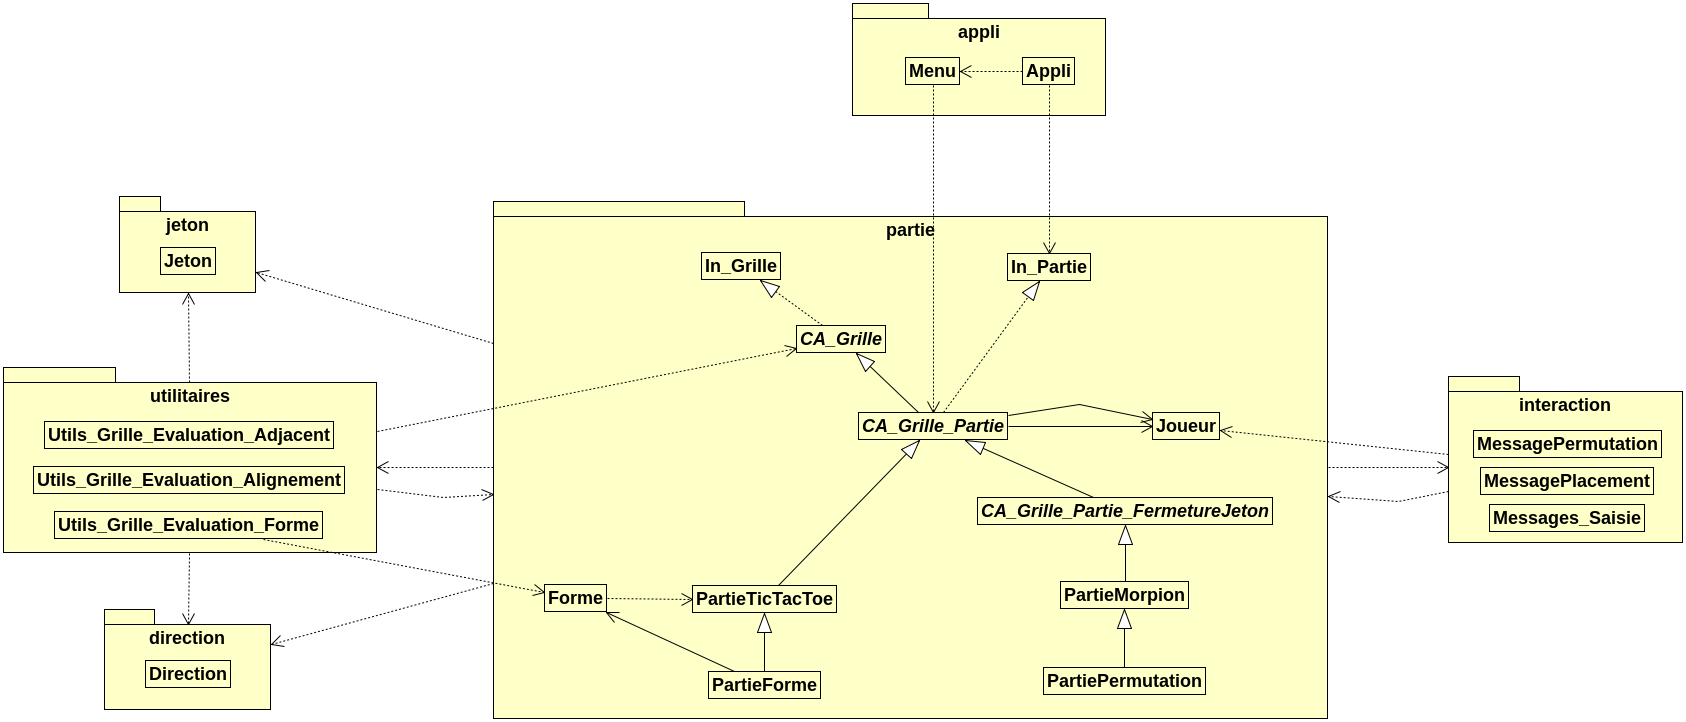 appli
Menu
Appli
jeton
Jeton
partie
In_Grille
In_Partie
CA_Grille
CA_Grille_Partie
Joueur
CA_Grille_Partie_FermetureJeton
Forme
PartieTicTacToe
PartieMorpion
PartieForme
PartiePermutation
utilitaires
Utils_Grille_Evaluation_Adjacent
Utils_Grille_Evaluation_Alignement
Utils_Grille_Evaluation_Forme
interaction
MessagePermutation
MessagePlacement
Messages_Saisie
direction
Direction